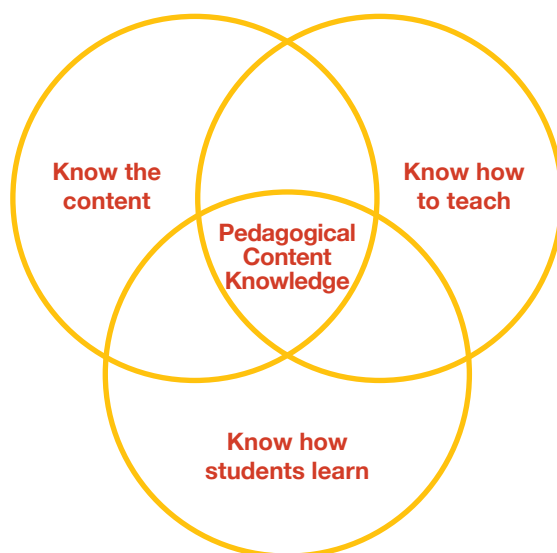 Know the
content
Know how
to teach
Pedagogical
Content
Knowledge
Know how
students learn